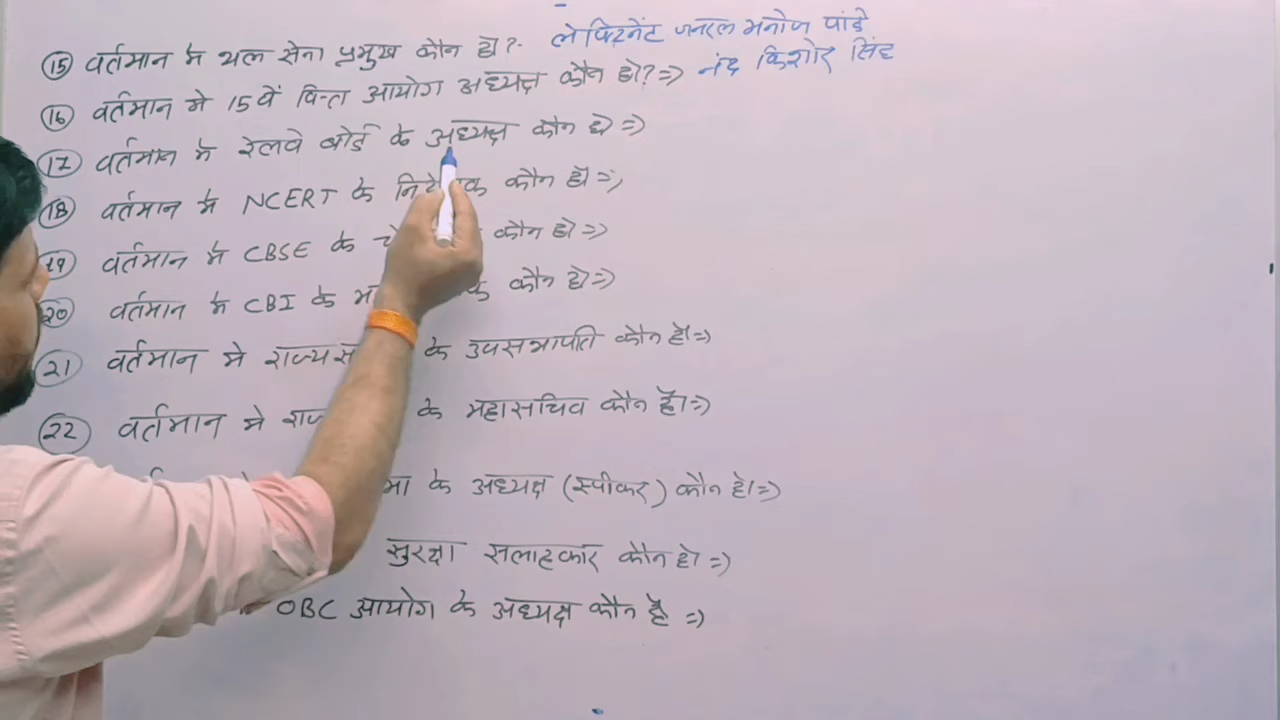 लेफ्टिनेंट जनरल मनोज पांडे
(15) वर्तमान मे थल सेना प्रमुख कौन है?
(16) वर्तमान मे 15 वें वित्त आयोग अध्यक्ष कौन है? => नंद किशोर सिंह
(17) वर्तमान मे रेलवे बोर्ड के अध्यक्ष कौन है =>
(18) वर्तमान मे NCERT के कौन है =>
19 वर्तमान मे CBSE के कौन है =>
20 वर्तमान मे CBI के कौन है =>
21 वर्तमान मे के उपसभापति कौन है =>
22 वर्तमान मे के महासचिव कौन है =>
के अध्यक्ष (स्पीकर) कौन है =>
सुरक्षा सलाहकार कौन है =>
OBC आयोग के अध्यक्ष कौन है =>